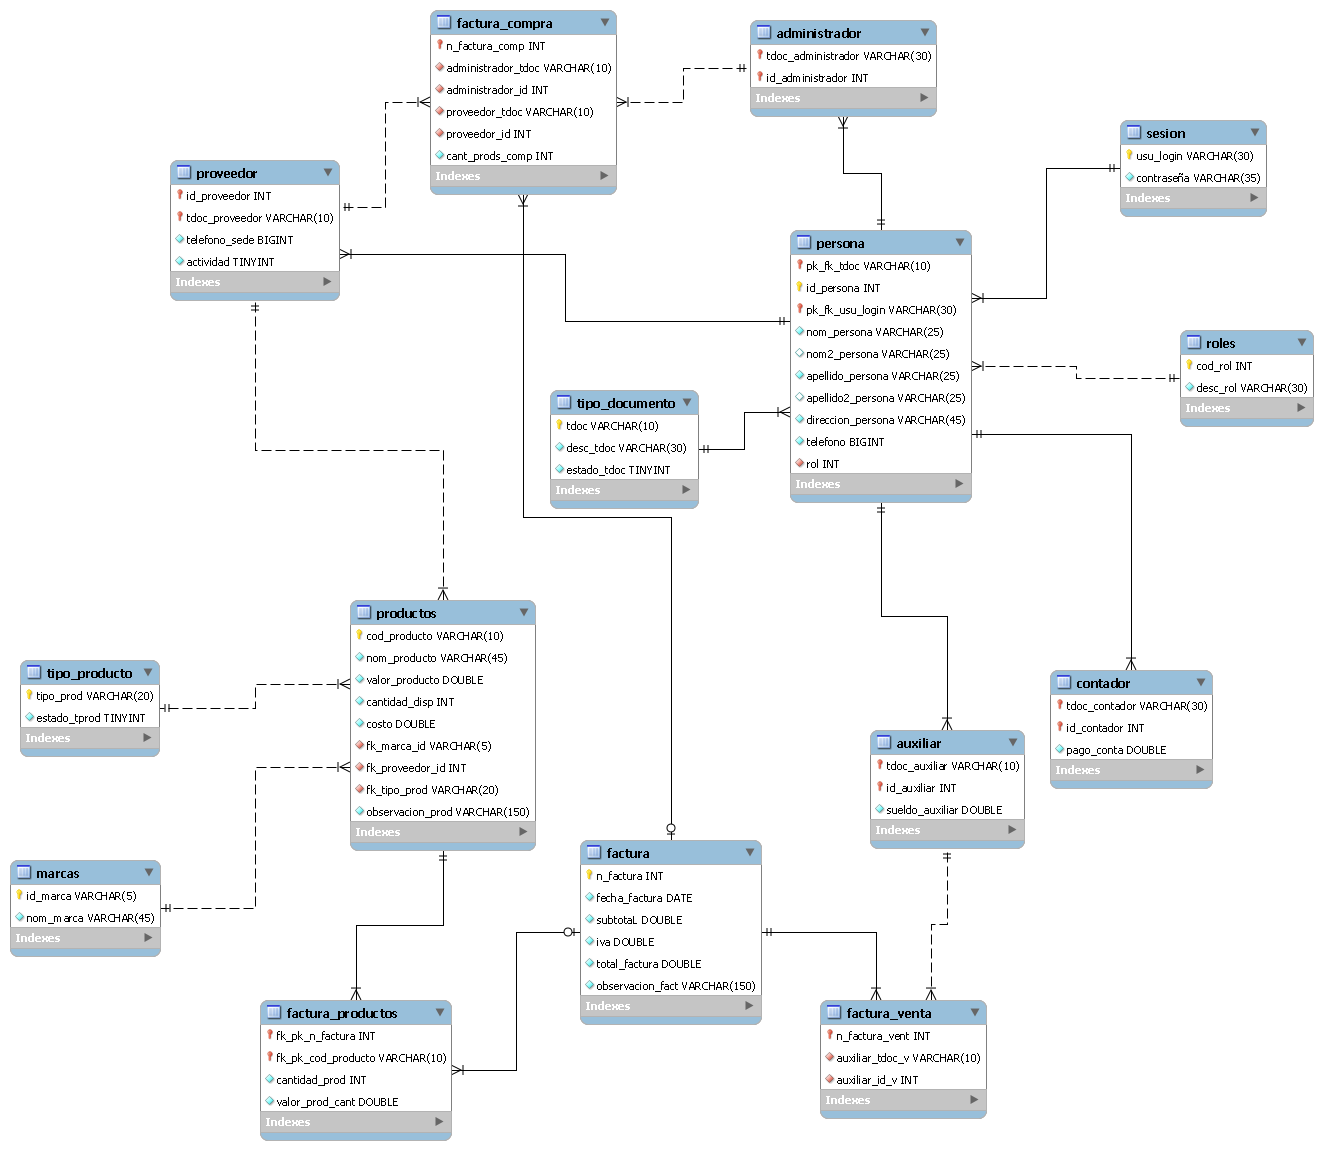 factura_compra
n_factura_comp INT
administrador_tdoc VARCHAR(10)
administrador_id INT
proveedor_tdoc VARCHAR(10)
proveedor_id INT
cant_prods_comp INT
Indexes
administrador
tdoc_administrador VARCHAR(30)
id_administrador INT
Indexes
sesion
usu_login VARCHAR(30)
contraseña VARCHAR(35)
Indexes
proveedor
id_proveedor INT
tdoc_proveedor VARCHAR(10)
telefono_sede BIGINT
actividad TINYINT
Indexes
persona
pk_fk_tdoc VARCHAR(10)
id_persona INT
pk_fk_usu_login VARCHAR(30)
nom_persona VARCHAR(25)
nom2_persona VARCHAR(25)
apellido_persona VARCHAR(25)
apellido2_persona VARCHAR(25)
direccion_persona VARCHAR(45)
telefono BIGINT
rol INT
Indexes
roles
cod_rol INT
desc_rol VARCHAR(30)
Indexes
tipo_documento
tdoc VARCHAR(10)
desc_tdoc VARCHAR(30)
estado_tdoc TINYINT
Indexes
productos
cod_producto VARCHAR(10)
nom_producto VARCHAR(45)
valor_producto DOUBLE
cantidad_disp INT
costo DOUBLE
fk_marca_id VARCHAR(5)
fk_proveedor_id INT
fk_tipo_prod VARCHAR(20)
observacion_prod VARCHAR(150)
Indexes
tipo_producto
tipo_prod VARCHAR(20)
estado_tprod TINYINT
Indexes
contador
tdoc_contador VARCHAR(30)
id_contador INT
pago_conta DOUBLE
Indexes
auxiliar
tdoc_auxiliar VARCHAR(10)
id_auxiliar INT
sueldo_auxiliar DOUBLE
Indexes
marcas
id_marca VARCHAR(5)
nom_marca VARCHAR(45)
Indexes
factura
n_factura INT
fecha_factura DATE
subtotaL DOUBLE
iva DOUBLE
total_factura DOUBLE
observacion_fact VARCHAR(150)
Indexes
factura_productos
fk_pk_n_factura INT
fk_pk_cod_producto VARCHAR(10)
cantidad_prod INT
valor_prod_cant DOUBLE
Indexes
factura_venta
n_factura_vent INT
auxiliar_tdoc_v VARCHAR(10)
auxiliar_id_v INT
Indexes